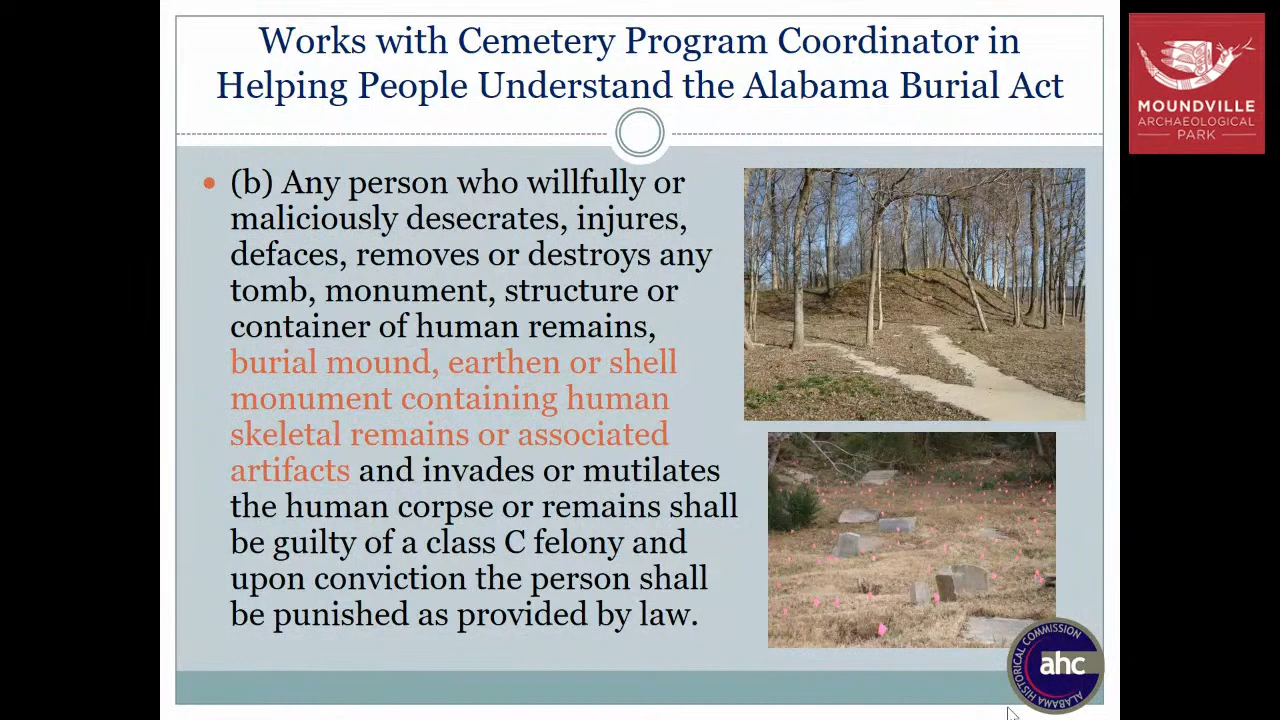 Works with Cemetery Program Coordinator in
Helping People Understand the Alabama Burial Act
MOUNDVILLE
ARCHAEOLOGICAL
PARK
• (b) Any person who willfully or
maliciously desecrates, injures,
defaces, removes or destroys any
tomb, monument, structure or
container of human remains,
burial mound, earthen or shell
monument containing human
skeletal remains or associated
artifacts and invades or mutilates
the human corpse or remains shall
be guilty of a class C felony and
upon conviction the person shall
be punished as provided by law.
ALABAMA HISTORICAL COMMISSION
ahc